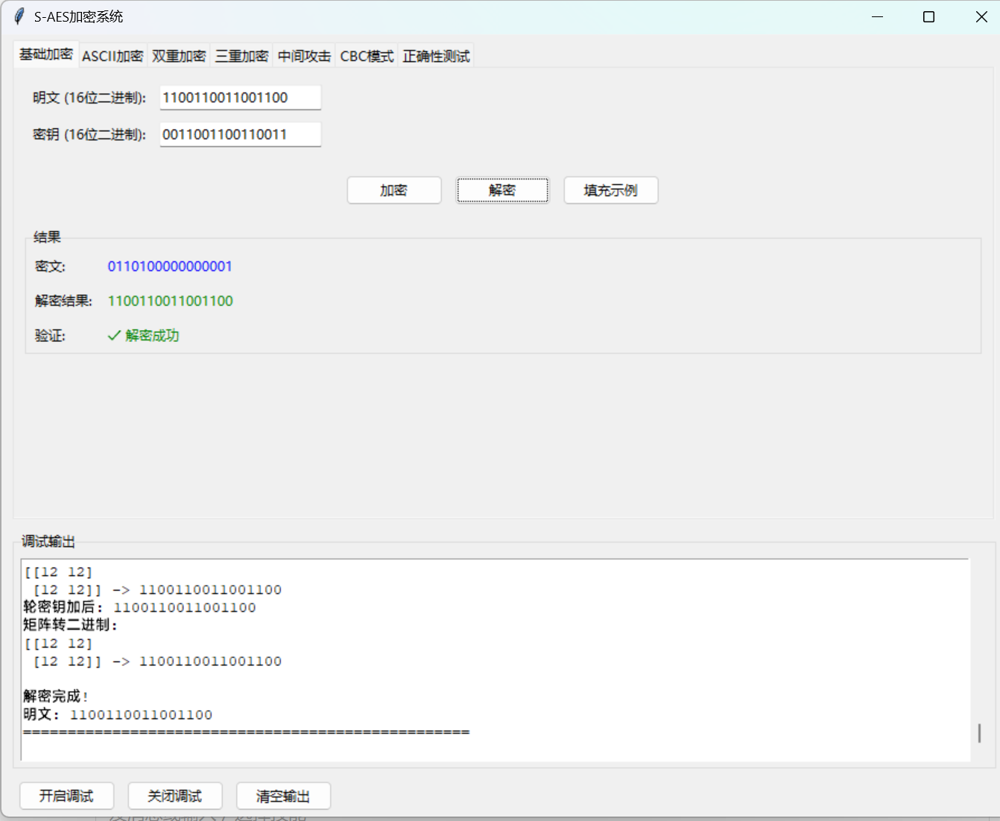 S-AES加密系统
基础加密 ASCII加密 双重加密 三重加密 中间攻击 CBC模式 正确性测试
明文 (16位二进制): 1100110011001100
密钥 (16位二进制): 0011001100110011
加密 解密 填充示例
结果
密文: 0110100000000001
解密结果: 1100110011001100
验证: ✓ 解密成功
调试输出
[[12 12]
[12 12]] -> 1100110011001100
轮密钥加后: 1100110011001100
矩阵转二进制:
[[12 12]
[12 12]] -> 1100110011001100
解密完成!
明文: 1100110011001100
==================================================
开启调试 关闭调试 清空输出